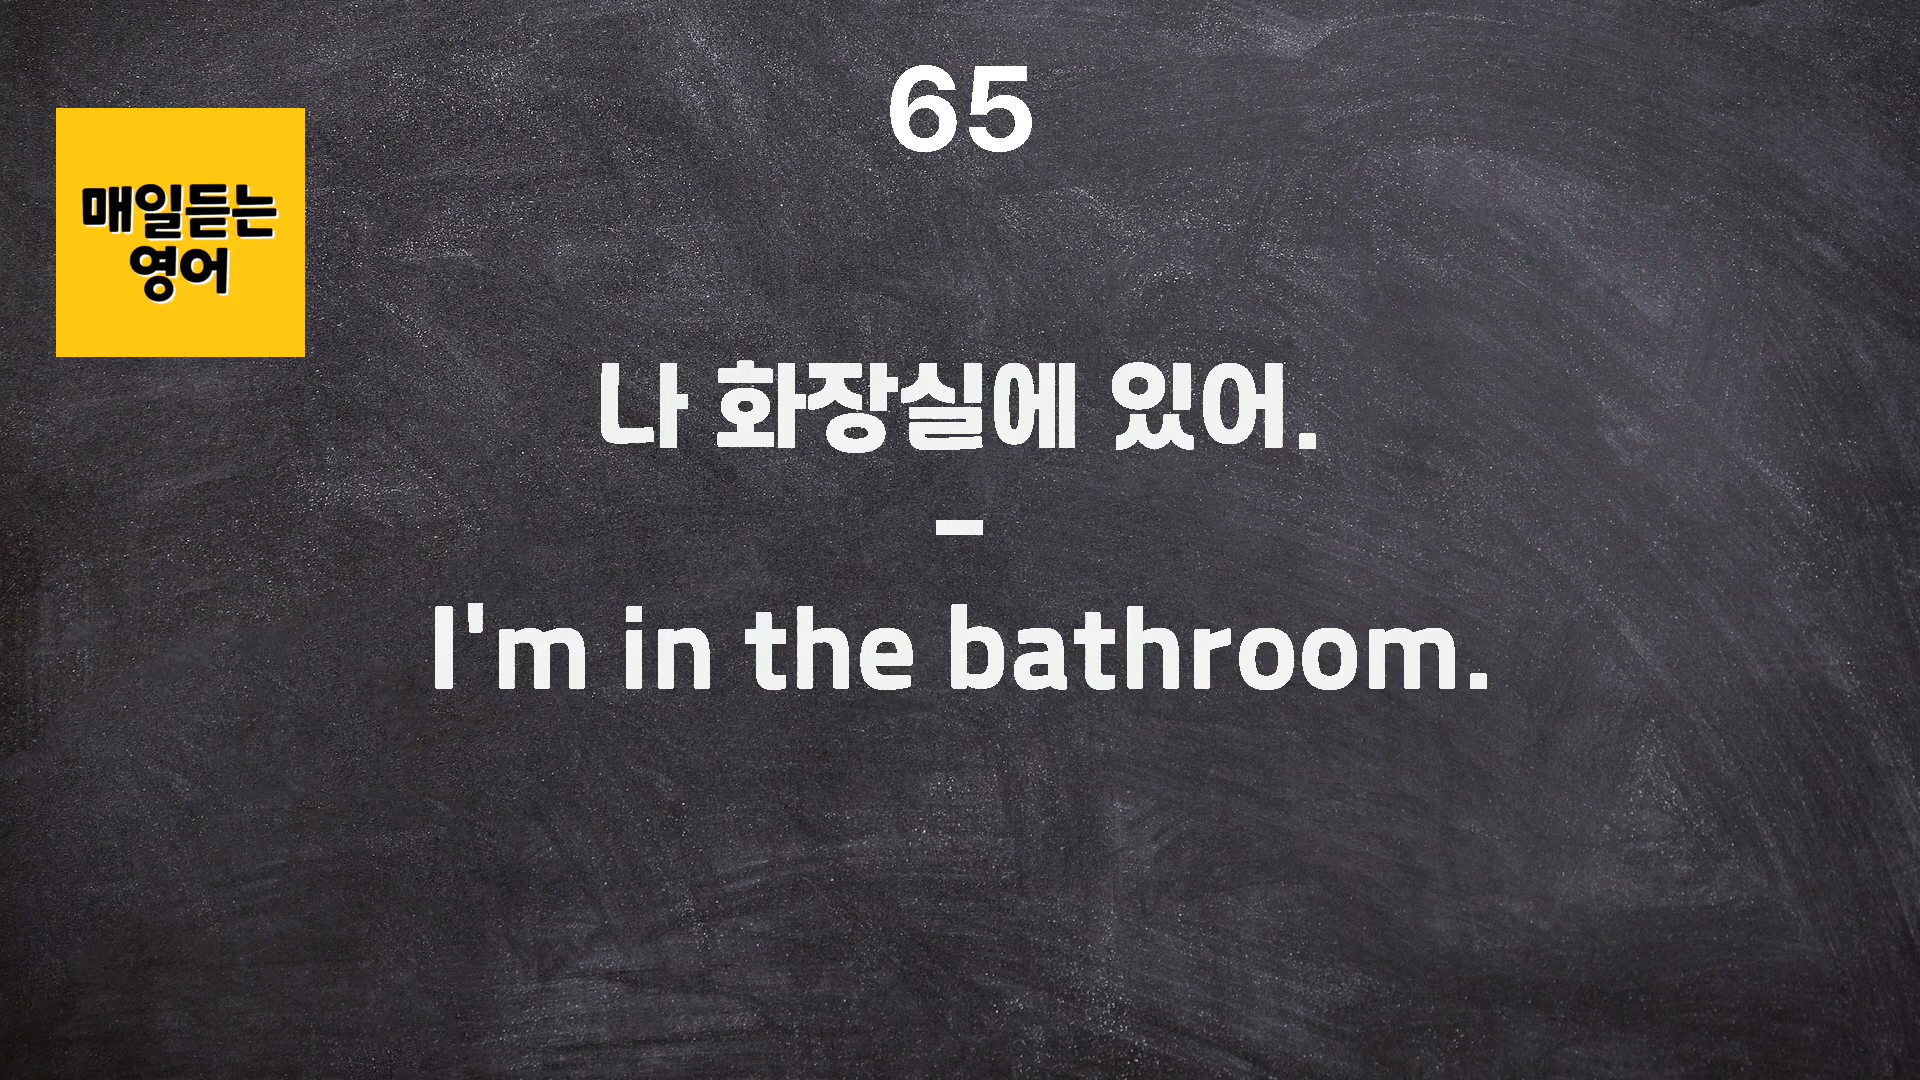 65
매일듣는
영어
나 화장실에 있어.
-
I'm in the bathroom.